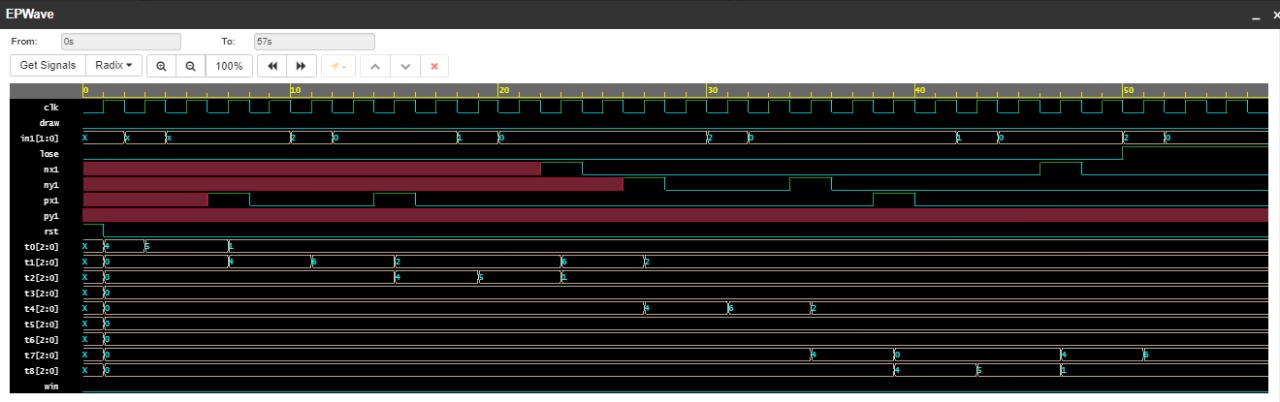 EPWave
From: 0s To: 57s
Get Signals Radix 100%
0 10 20 30 40 50
clk
draw
in1[1:0] X x x 2 0 1 0 2 0 1 0 2 0
lose
nx1
ny1
px1
py1
rst
t0[2:0] X 4 5 1
t1[2:0] X 0 4 6 2 6 2
t2[2:0] X 0 4 5 1
t3[2:0] X 0
t4[2:0] X 0 4 6 2
t5[2:0] X 0
t6[2:0] X 0
t7[2:0] X 0 4 0 4 6
t8[2:0] X 0 4 5 1
win